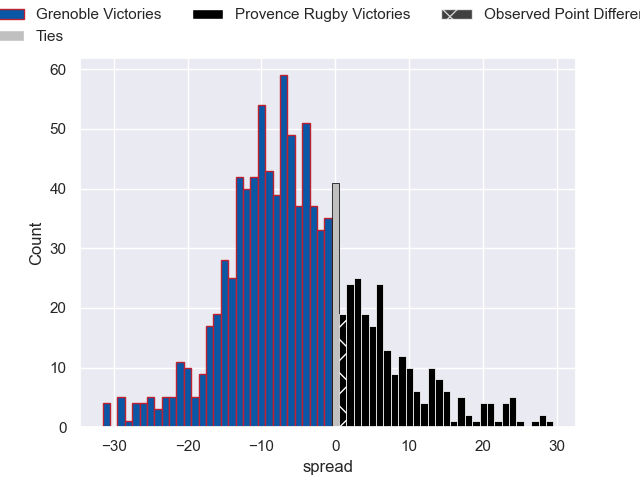 Grenoble Victories
Provence Rugby Victories
Observed Point Differe
Ties
60
50
40
30
20
10
0
Count
−30
−20
−10
0
10
20
30
spread